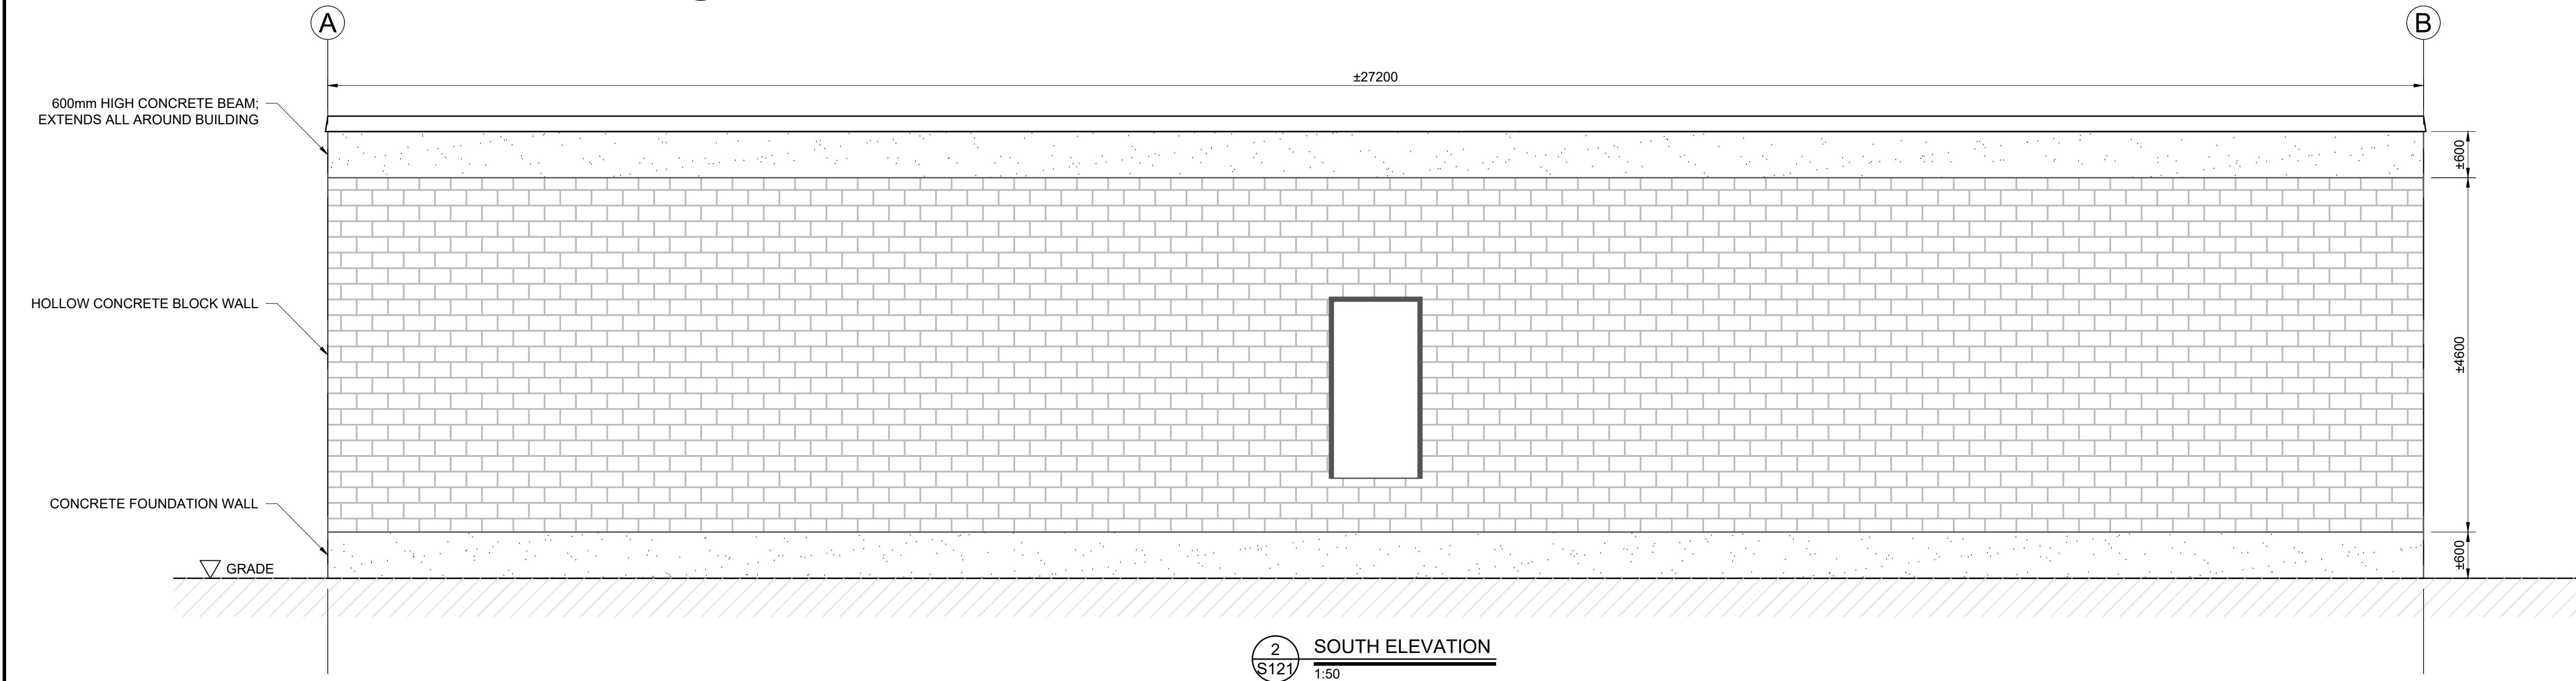 A
B
±27200
600mm HIGH CONCRETE BEAM;
EXTENDS ALL AROUND BUILDING
±600
HOLLOW CONCRETE BLOCK WALL
±4600
CONCRETE FOUNDATION WALL
±600
GRADE
2
SOUTH ELEVATION
S121
1:50